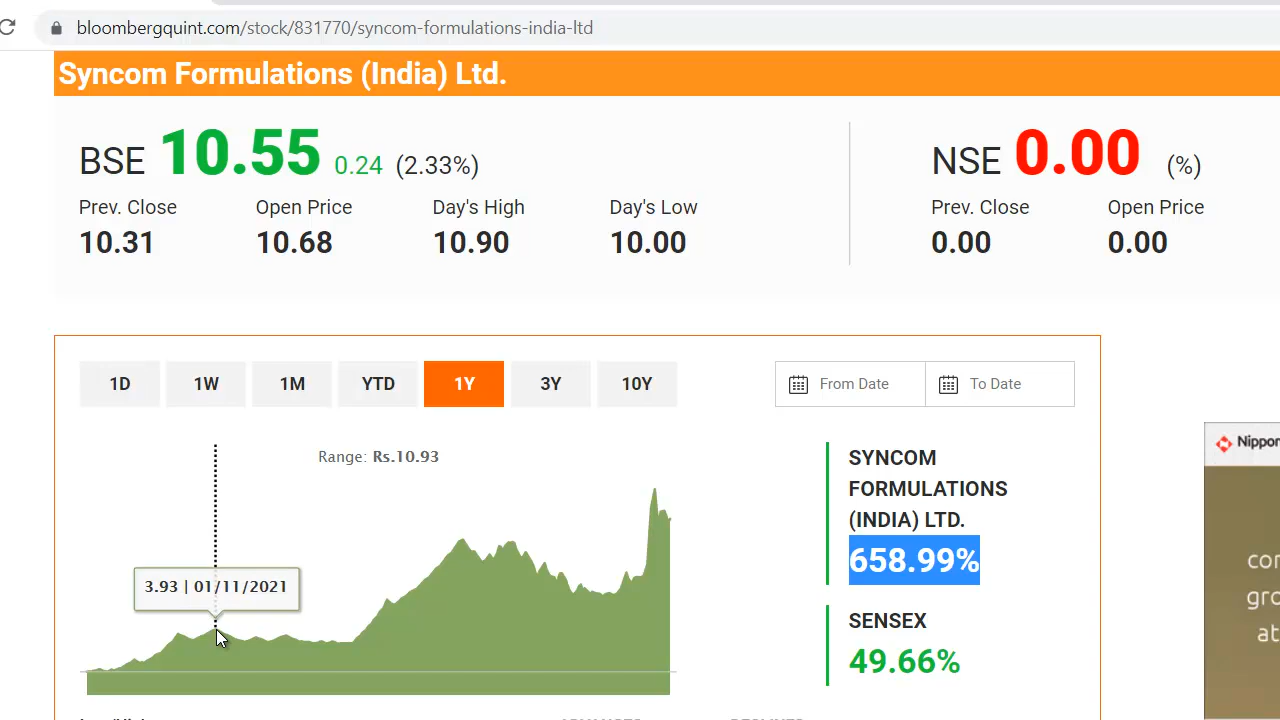 bloombergquint.com/stock/831770/syncom-formulations-india-ltd
Syncom Formulations (India) Ltd.
BSE 10.55 0.24 (2.33%)
Prev. Close Open Price Day's High Day's Low
10.31 10.68 10.90 10.00
NSE 0.00 (%)
Prev. Close Open Price
0.00 0.00
1D 1W 1M YTD 1Y 3Y 10Y
From Date To Date
Range: Rs.10.93
3.93 | 01/11/2021
SYNCOM
FORMULATIONS
(INDIA) LTD.
658.99%
SENSEX
49.66%
Nippon